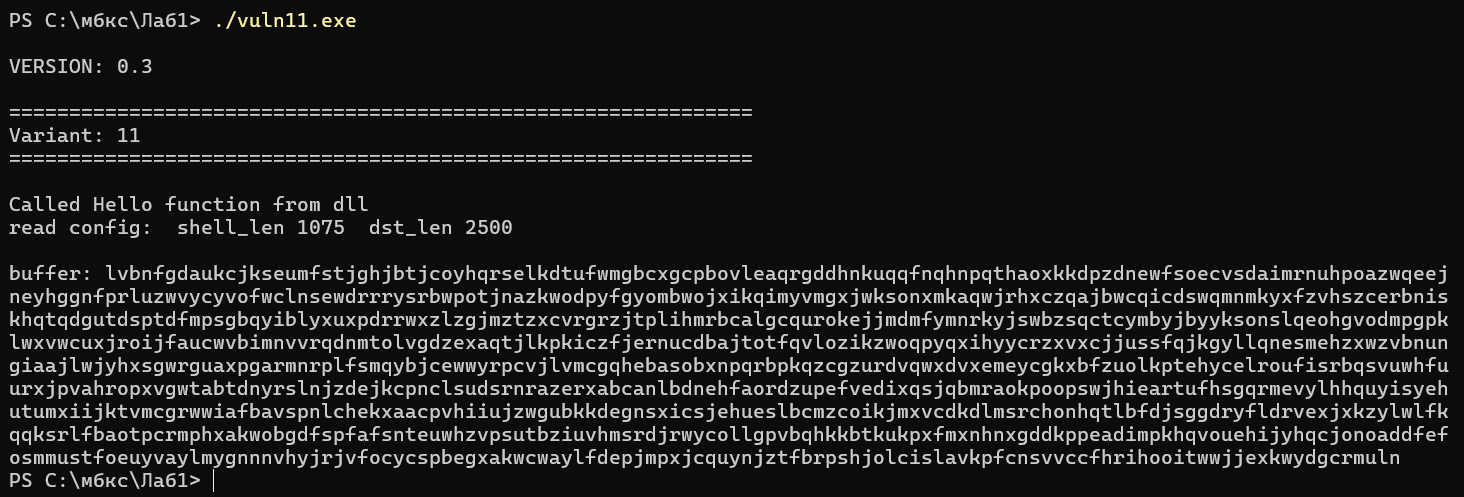 PS C:\мбкс\Лаб1> ./vuln11.exe
VERSION: 0.3
==============================================================
Variant: 11
==============================================================
Called Hello function from dll
read config:  shell_len 1075  dst_len 2500
buffer: lvbnfgdaukcjkseumfstjghjbtjcoyhqrselkdtufwmgbcxgcpbovleaqrgddhnkuqqfnqhnpqthaoxkkdpzdnewfsoecvsdaimrnuhpoazwqeej
neyhggnfprluzwvycyvofwclnsewdrrrysrbwpotjnazkwodpyfgyombwojxikqimyvmgxjwksonxmkaqwjrhxczqajbwcqicdswqmnmkyxfzvhszcerbnis
khqtqdgutdsptdfmpsgbqyiblyxuxpdrrwxzlzgjmztzxcvrgrzjtplihmrbcalgcqurokejjmdmfymnrkyjswbzsqctcymbyjbyyksonslqeohgvodmpgpk
lwxvwcuxjroijfaucwvbimnvvrqdnmtolvgdzexaqtjlkpkiczfjernucdbajtotfqvlozikzwoqpyqxihyycrzxvxcjjussfqjkgyllqnesmehzxwzvbnun
giaajlwjyhxsgwrguaxpgarmnrplfsmqybjcewwyrpcvjlvmcgqhebasobxnpqrbpkqzcgzurdvqwxdvxemeycgkxbfzuolkptehycelroufisrbqsvuwhfu
urxjpvahropxvgwtabtdnyrslnjzdejkcpnclsudsrnrazerxabcanlbdnehfaordzupefvedixqsjqbmraokpoopswjhieartufhsgqrmevylhhquyisyeh
utumxiijktvmcgrwwiafbavspnlchekxaacpvhiiujzwgubkkdegnsxicsjehueslbcmzcoikjmxvcdkdlmsrchonhqtlbfdjsggdryfldrvexjxkzylwlfk
qqksrlfbaotpcrmphxakwobgdfspfafsnteuwhzvpsutbziuvhmsrdjrwycollgpvbqhkkbtkukpxfmxnhnxgddkppeadimpkhqvouehijyhqcjonoaddfef
osmmustfoeuyvaylmygnnnvhyjrjvfocycspbegxakwcwaylfdepjmpxjcquynjztfbrpshjolcislavkpfcnsvvccfhrihooitwwjjexkwydgcrmuln
PS C:\мбкс\Лаб1>